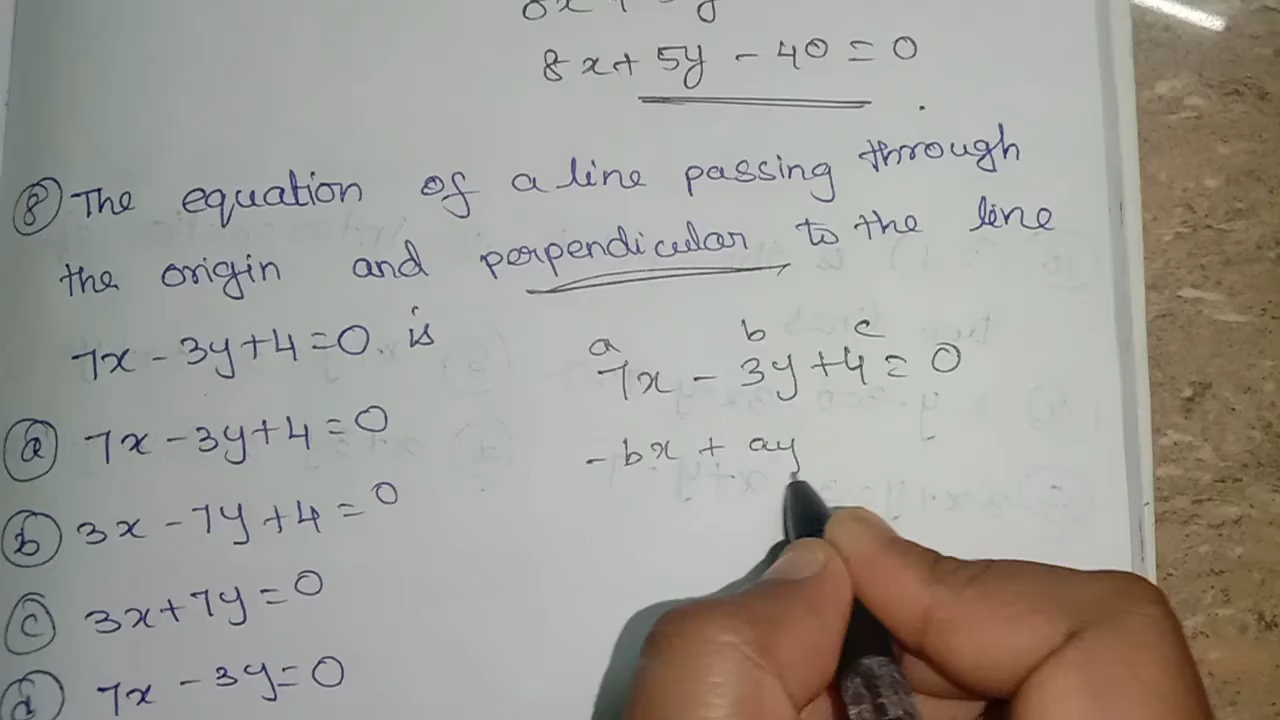 8x + 5y - 40 = 0
⑧ The equation of a line passing through
the origin and perpendicular to the line
7x - 3y + 4 = 0. is
ⓐ 7x - 3y + 4 = 0
ⓑ 3x - 7y + 4 = 0
ⓒ 3x + 7y = 0
ⓓ 7x - 3y = 0
a b c
7x - 3y + 4 = 0
- bx + ay